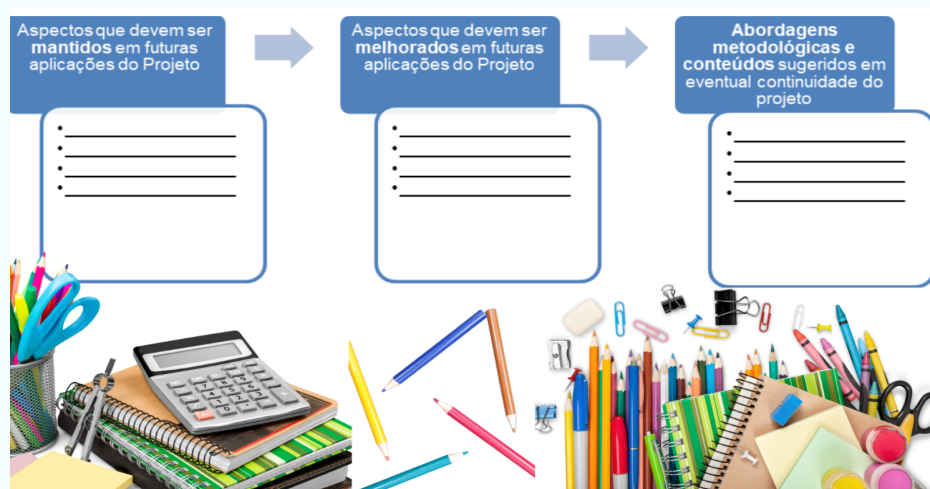 Aspectos que devem ser
mantidos em futuras
aplicações do Projeto
Aspectos que devem ser
melhorados em futuras
aplicações do Projeto
Abordagens
metodológicas e
conteúdos sugeridos em
eventual continuidade do
projeto